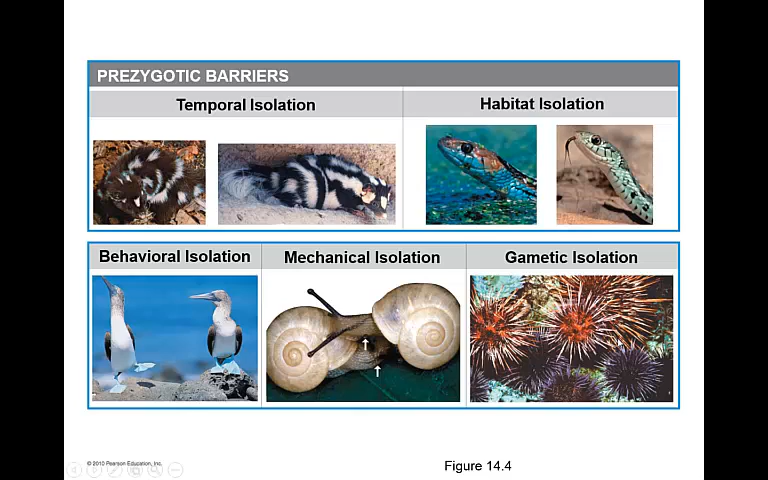 PREZYGOTIC BARRIERS
Temporal Isolation
Habitat Isolation
Behavioral Isolation
Mechanical Isolation
Gametic Isolation
© 2010 Pearson Education, Inc.
Figure 14.4